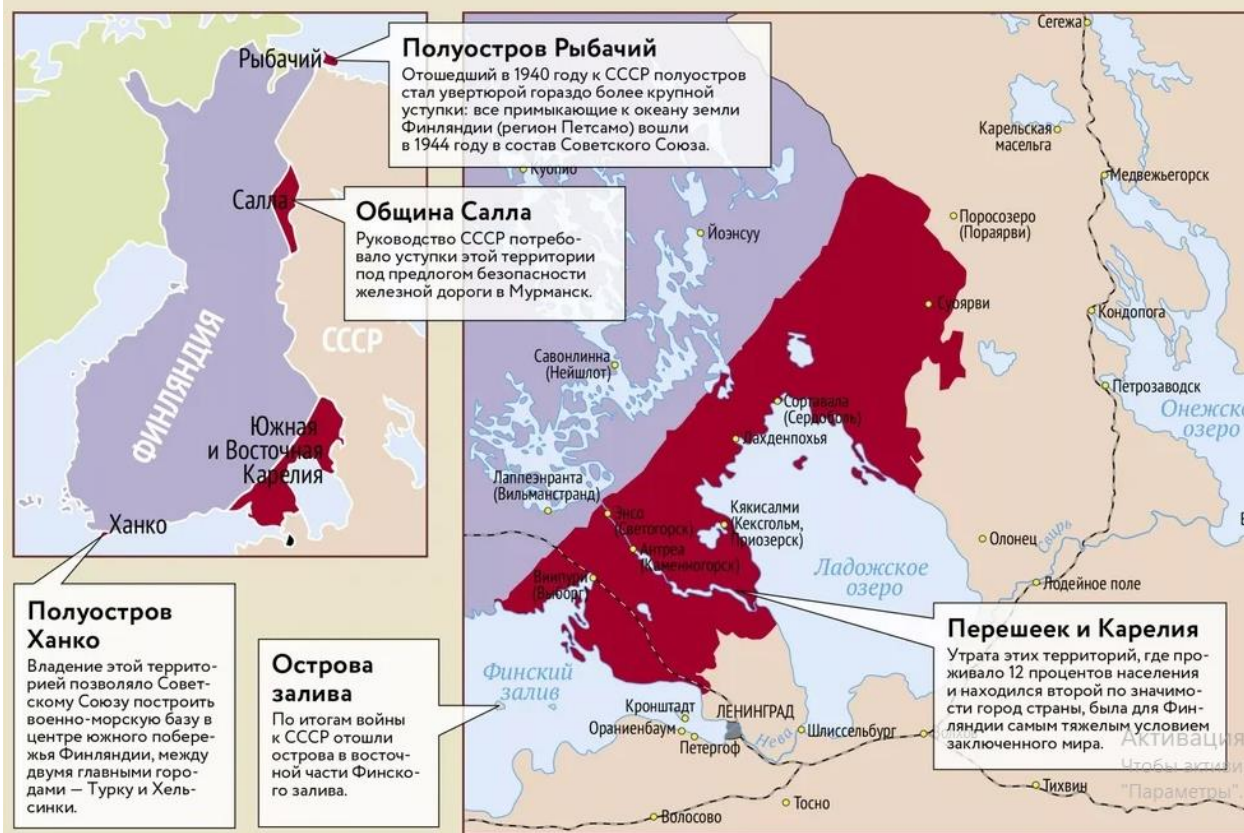 Рыбачий
Салла
ФИНЛЯНДИЯ
СССР
Южная
и Восточная
Карелия
Ханко
Полуостров Рыбачий
Отошедший в 1940 году к СССР полуостров
стал увертюрой гораздо более крупной
уступки: все примыкающие к океану земли
Финляндии (регион Петсамо) вошли
в 1944 году в состав Советского Союза.
Община Салла
Руководство СССР потребо-
вало уступки этой территории
под предлогом безопасности
железной дороги в Мурманск.
Полуостров
Ханко
Владение этой террито-
рией позволяло Совет-
скому Союзу построить
военно-морскую базу в
центре южного побере-
жья Финляндии, между
двумя главными горо-
дами — Турку и Хель-
синки.
Острова
залива
По итогам войны
к СССР отошли
острова в восточ-
ной части Финско-
го залива.
Сегежа
Карельская
масельга
Куопио
Медвежьегорск
Поросозеро
(Пораярви)
Йоэнсуу
Суоярви
Кондопога
Савонлинна
(Нейшлот)
Петрозаводск
Сортавала
(Сердоболь)
Онежско
озеро
Лахденпохья
Лаппеэнранта
(Вильманстранд)
Энсо
(Светогорск)
Кякисалми
(Кексгольм,
Приозерск)
Антреа
(Каменногорск)
Олонец
Свирь
Ладожское
озеро
Виипури
(Выборг)
Лодейное поле
Перешеек и Карелия
Утрата этих территорий, где про-
живало 12 процентов населения
и находился второй по значимо-
сти город страны, была для Фин-
ляндии самым тяжелым условием
заключенного мира.
Финский
залив
Кронштадт
ЛЕНИНГРАД
Ораниенбаум
Петергоф
Нева
Шлиссельбург
Волхов
Тихвин
Тосно
Волосово
Активация
Чтобы активи
"Параметры".